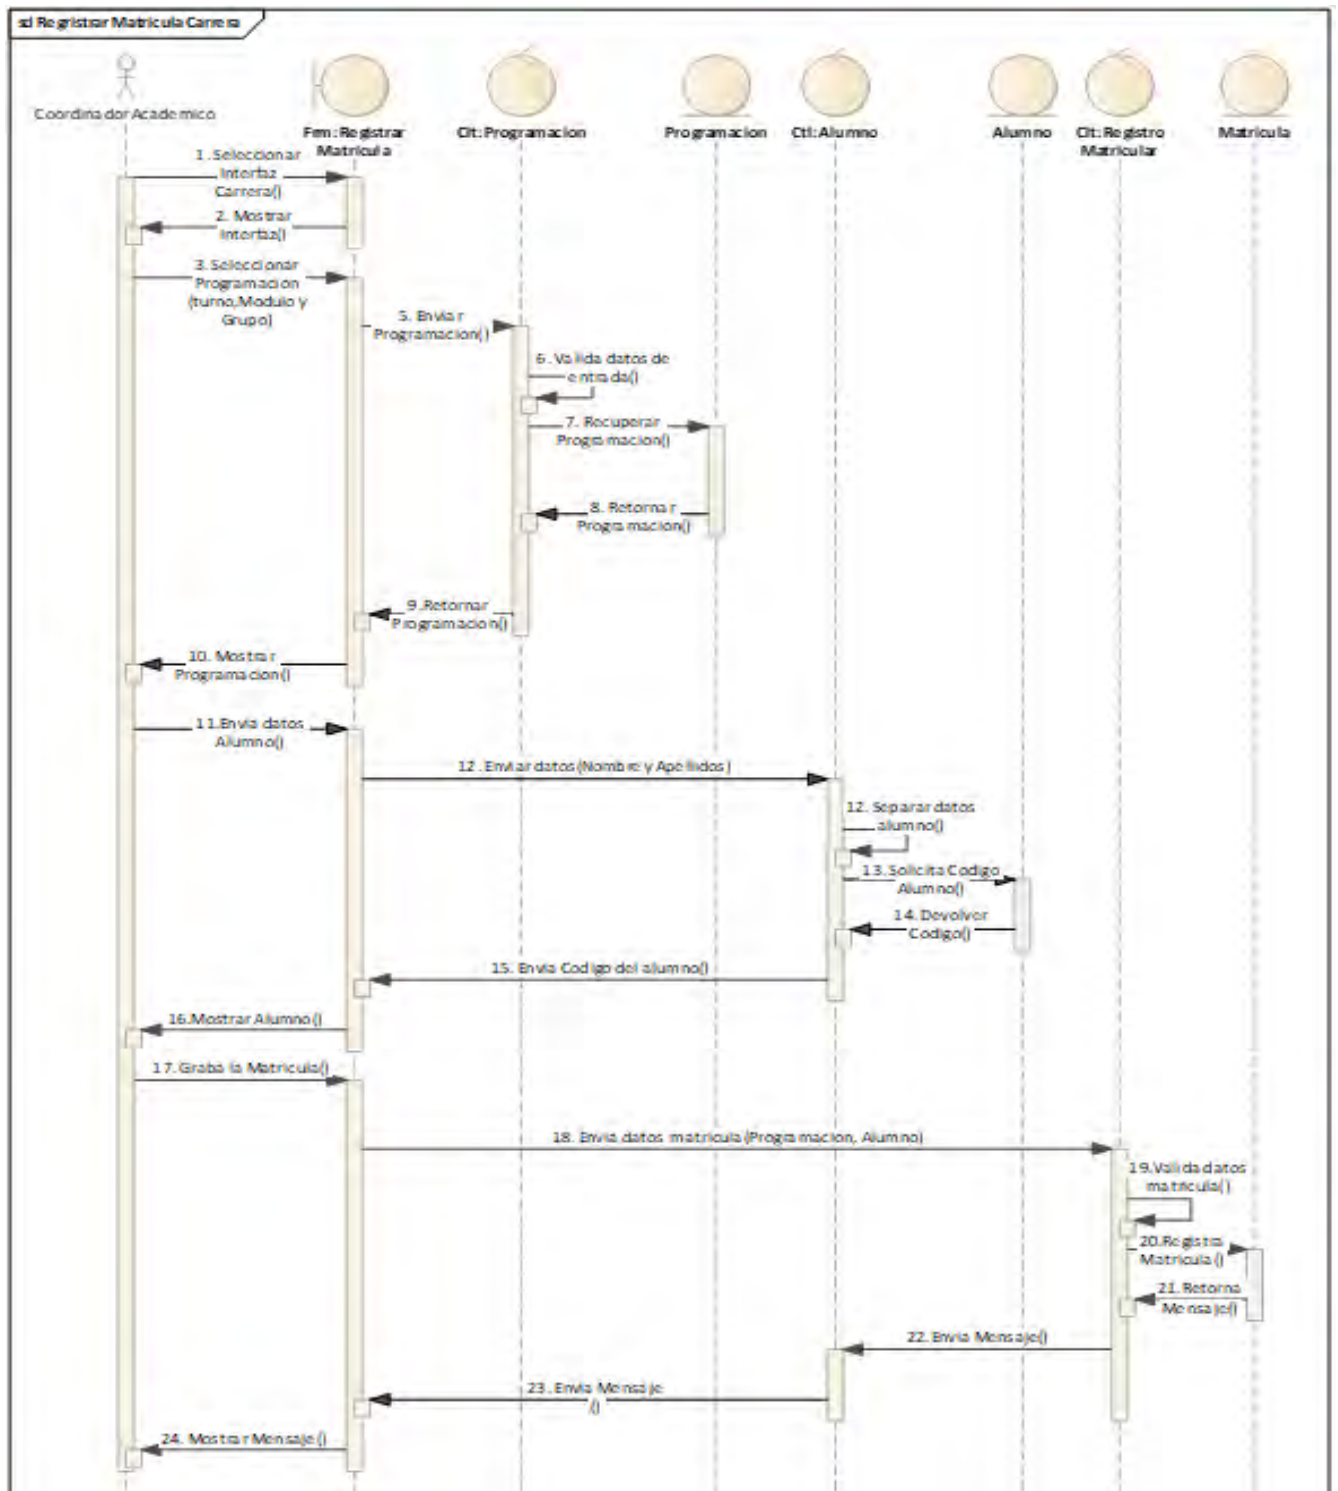 sd Regristrar Matricula Carrera
Coordinador Academico
Frm: Registrar
Matricula
Clt: Programacion
Programacion
Ctl: Alumno
Alumno
Clt: Registro
Matricular
Matricula
1. Seleccionar
Interfaz
Carrera()
2. Mostrar
Interfaz()
3. Seleccionar
Programacion
(turno,Modulo y
Grupo)
5. Enviar
Programacion()
6. Valida datos de
entrada()
7. Recuperar
Programacion()
8. Retornar
Programacion()
9.Retornar
Programacion()
10. Mostrar
Programacion()
11.Envia datos
Alumno()
12. Enviar datos(Nombre y Apellidos)
12. Separar datos
alumno()
13. Solicita Codigo
Alumno()
14. Devolver
Codigo()
15. Envia Codigo del alumno()
16.Mostrar Alumno()
17. Graba la Matricula()
18. Envia datos matricula(Programacion, Alumno)
19.Valida datos
matricula()
20.Registra
Matricula()
21. Retorna
Mensaje()
22. Envia Mensaje()
23. Envia Mensaje
()
24. Mostrar Mensaje()